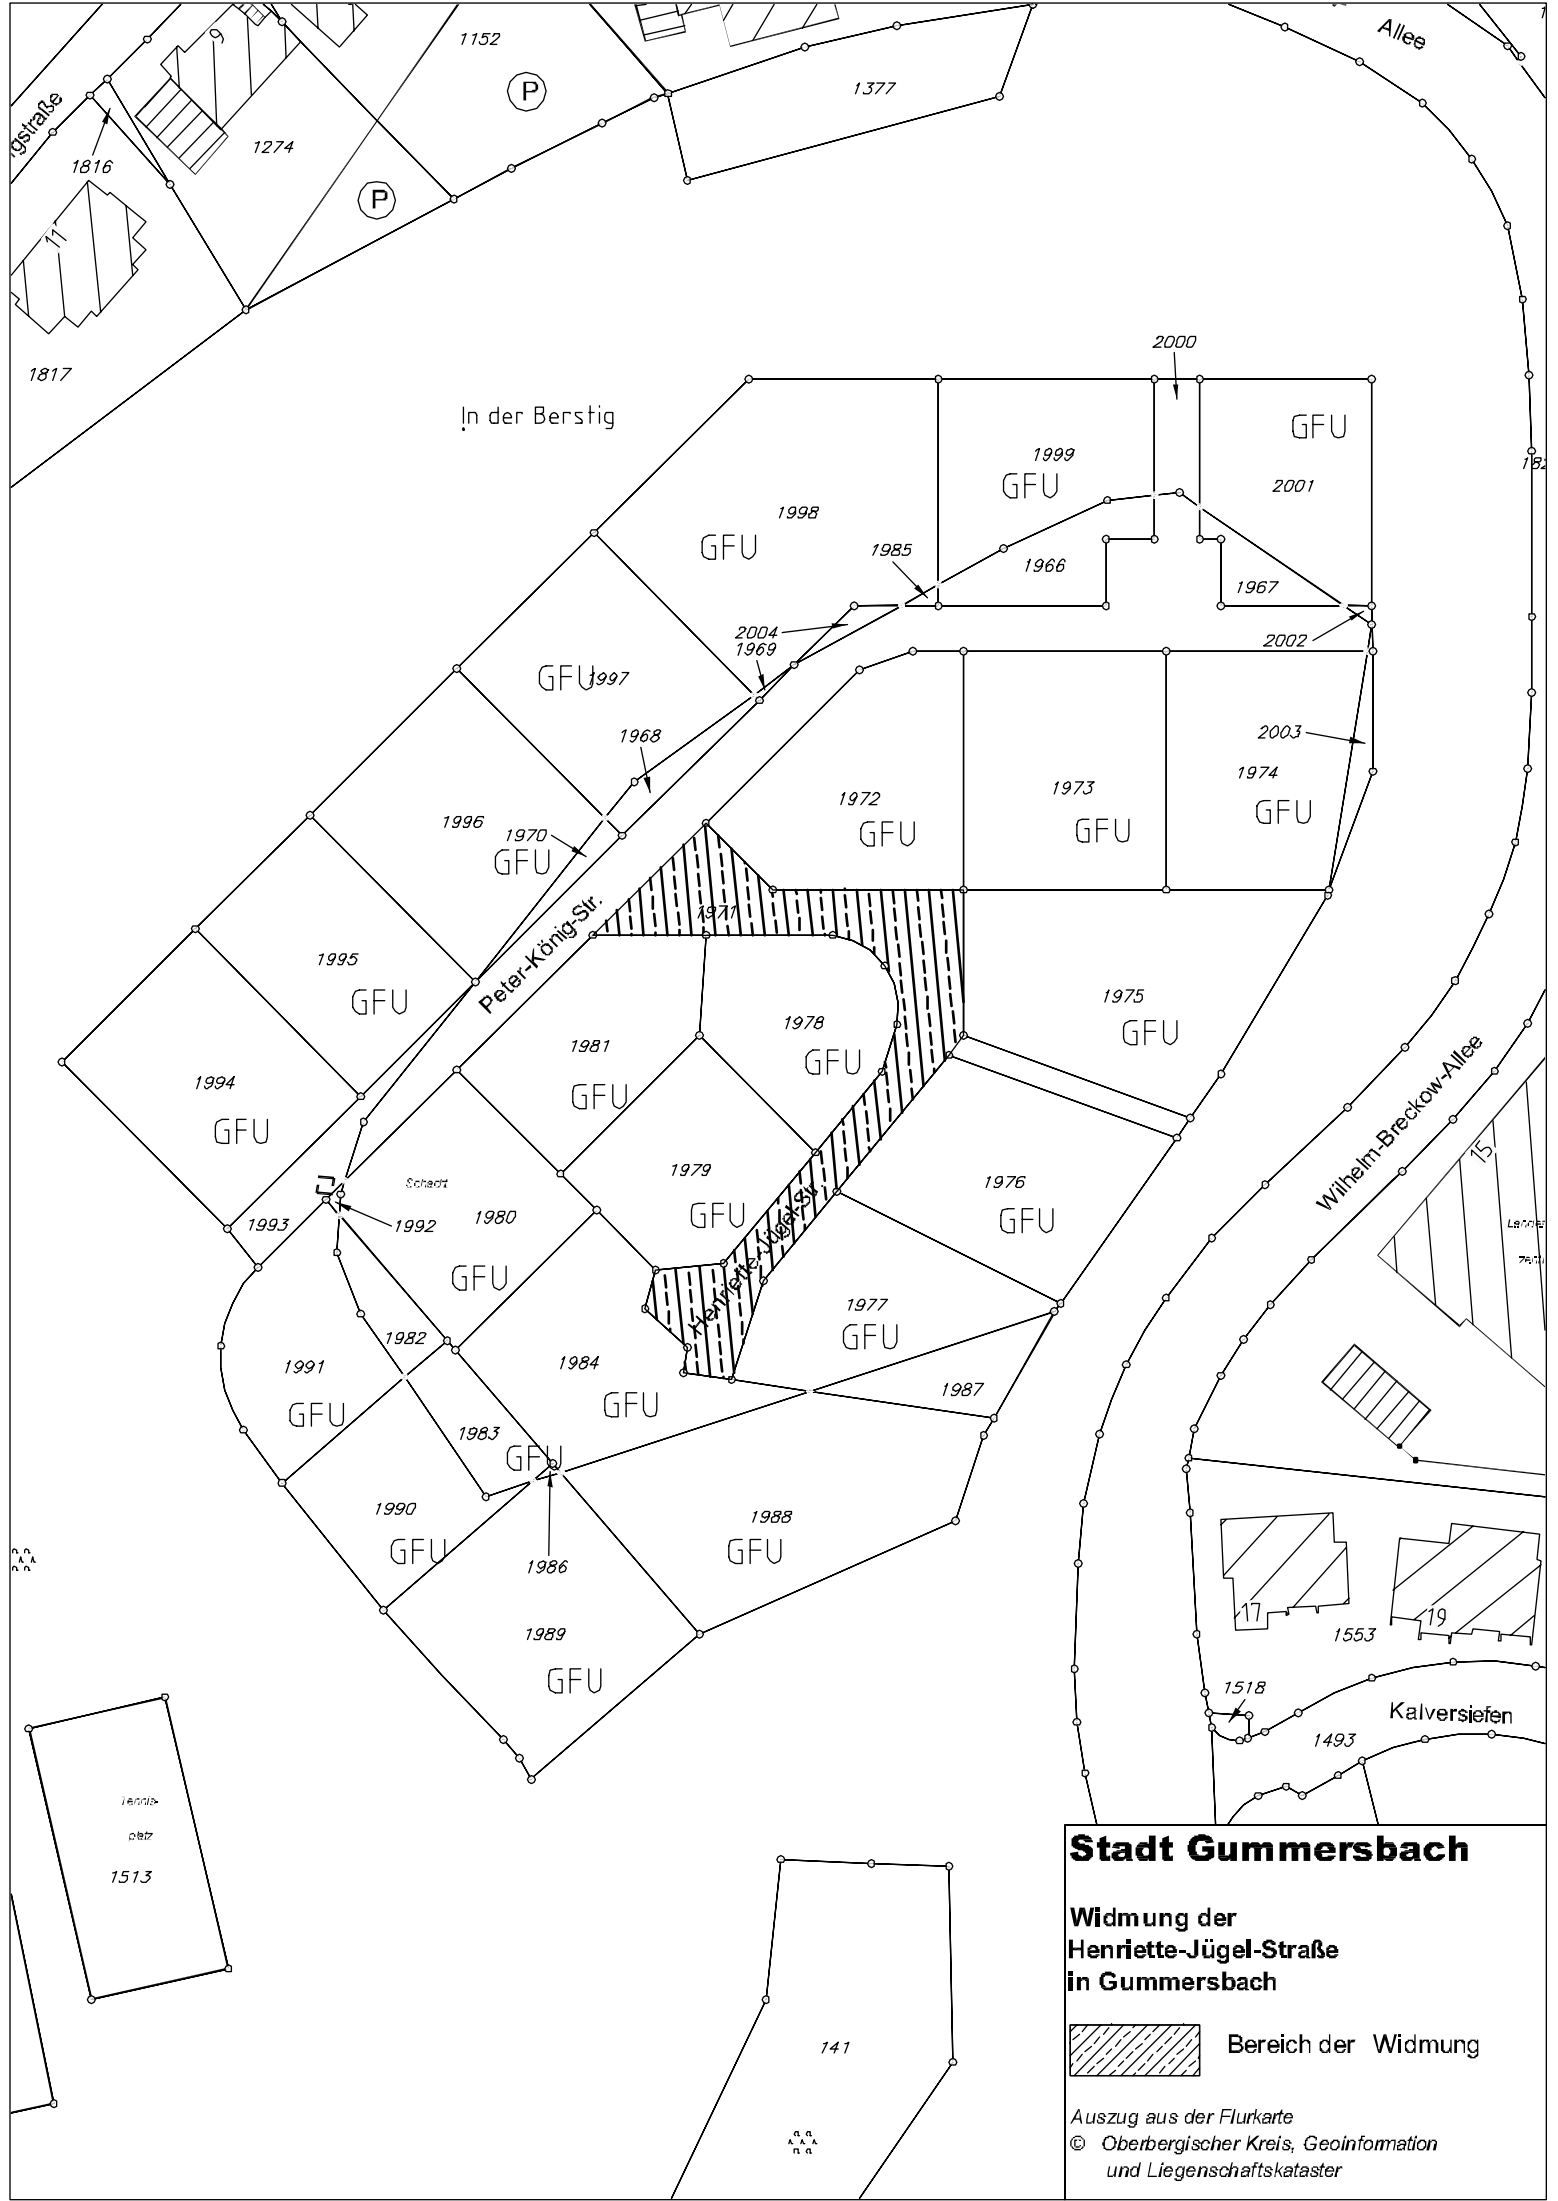 Allee
1152
P
1377
9
1274
1816
P
11
1817
2000
In der Berstig
GFU
1999
GFU
2001
1998
GFU
1985
1966
1967
2004
1969
2002
GFU
1997
1968
2003
1974
1973
1972
GFU
GFU
GFU
1996
1970
GFU
1971
Peter-König-Str.
1995
GFU
1975
GFU
1978
GFU
1981
GFU
1994
GFU
Wilhelm-Breckow-Allee
15
1979
GFU
1976
GFU
Schacht
1993
1992
1980
GFU
Henriette-Jügel-Str.
1977
GFU
1982
1991
GFU
1984
GFU
1987
1983
GFU
1990
GFU
1988
GFU
1986
1989
GFU
17
19
1553
1518
Kalversiefen
1493
Tennis-
platz
1513
141
Stadt Gummersbach
Widmung der
Henriette-Jügel-Straße
in Gummersbach
Bereich der Widmung
Auszug aus der Flurkarte
© Oberbergischer Kreis, Geoinformation
und Liegenschaftskataster